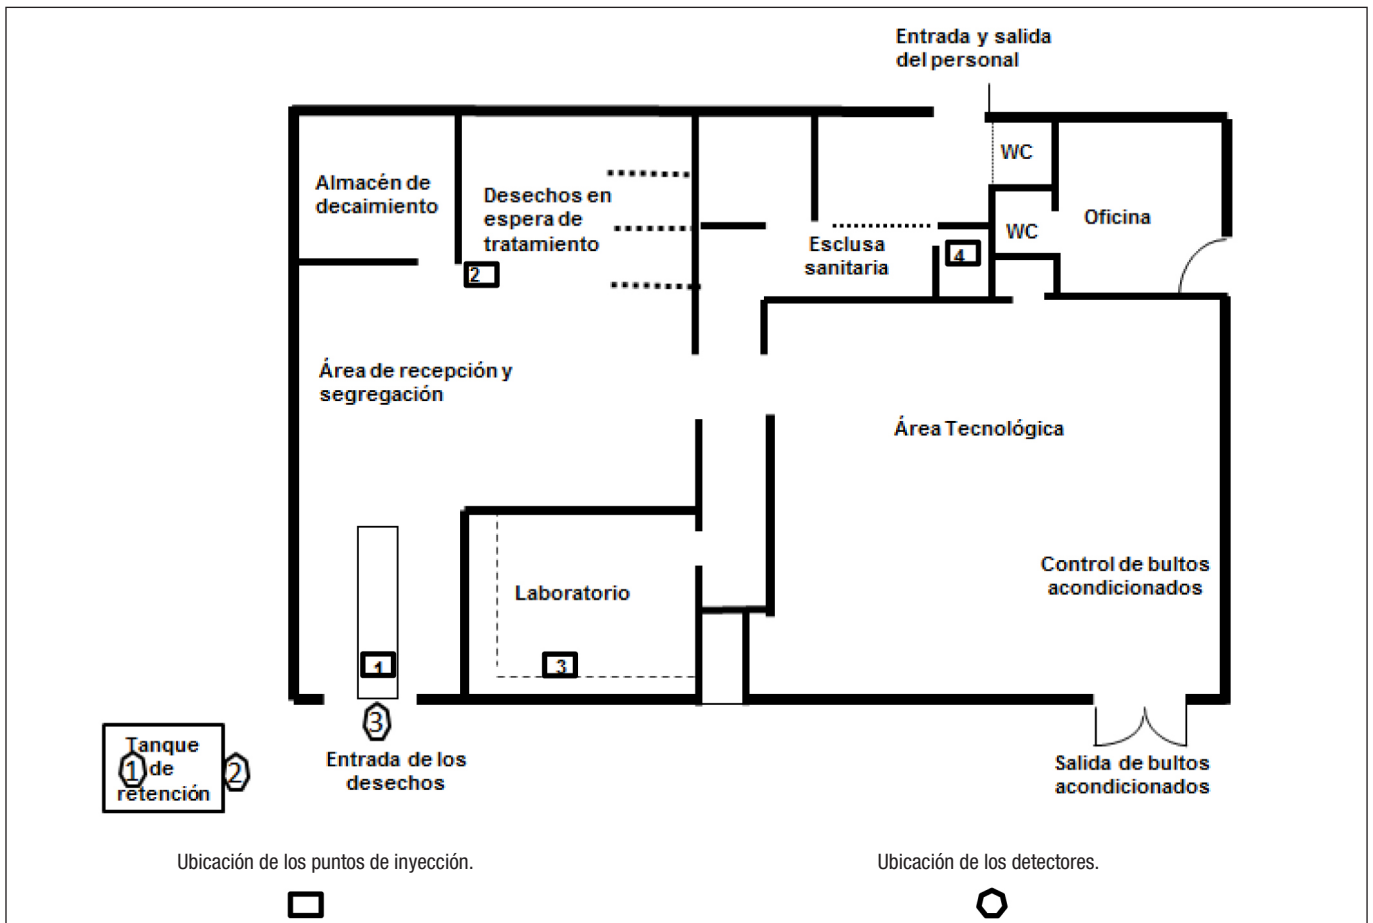 Entrada y salida
del personal
WC
Almacén de
decaimiento
Desechos en
espera de
tratamiento
WC
Oficina
Esclusa
sanitaria
4
2
Área de recepción y
segregación
Área Tecnológica
Control de bultos
acondicionados
Laboratorio
1
3
3
Entrada de los
desechos
Tanque
1 de
retención
2
Salida de bultos
acondicionados
Ubicación de los puntos de inyección.
Ubicación de los detectores.